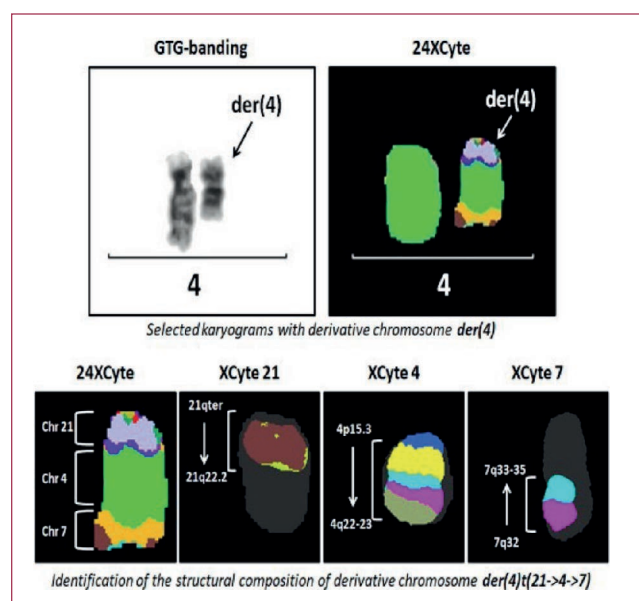 GTG-banding 24XCyte
der(4) der(4)
4 4
Selected karyograms with derivative chromosome der(4)
24XCyte XCyte 21 XCyte 4 XCyte 7
Chr 21
Chr 4
Chr 7
21qter
21q22.2
4p15.3
4q22-23
7q33-35
7q32
Identification of the structural composition of derivative chromosome der(4)t(21->4->7)